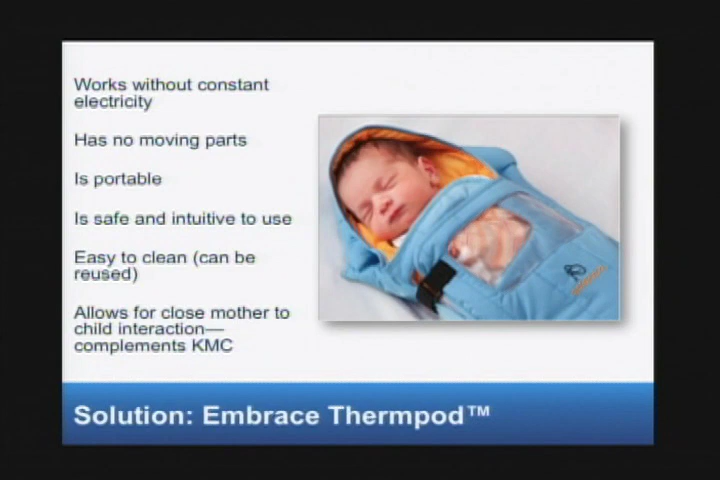 Works without constant
electricity
Has no moving parts
Is portable
Is safe and intuitive to use
Easy to clean (can be
reused)
Allows for close mother to
child interaction—
complements KMC
Solution: Embrace Thermpod™